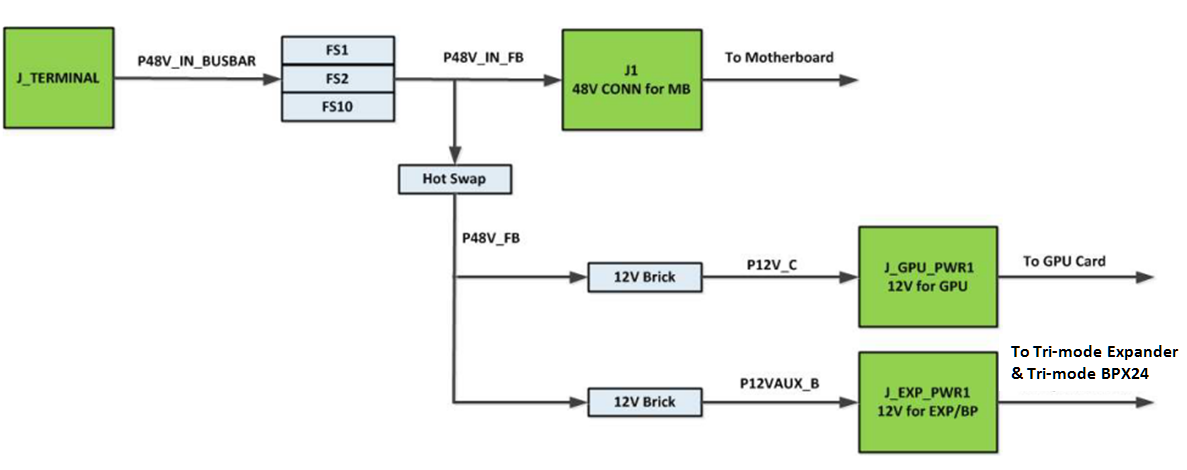 J_TERMINAL
P48V_IN_BUSBAR
FS1
FS2
FS10
P48V_IN_FB
J1
48V CONN for MB
To Motherboard
Hot Swap
P48V_FB
12V Brick
P12V_C
J_GPU_PWR1
12V for GPU
To GPU Card
12V Brick
P12VAUX_B
J_EXP_PWR1
12V for EXP/BP
To Tri-mode Expander
& Tri-mode BPX24